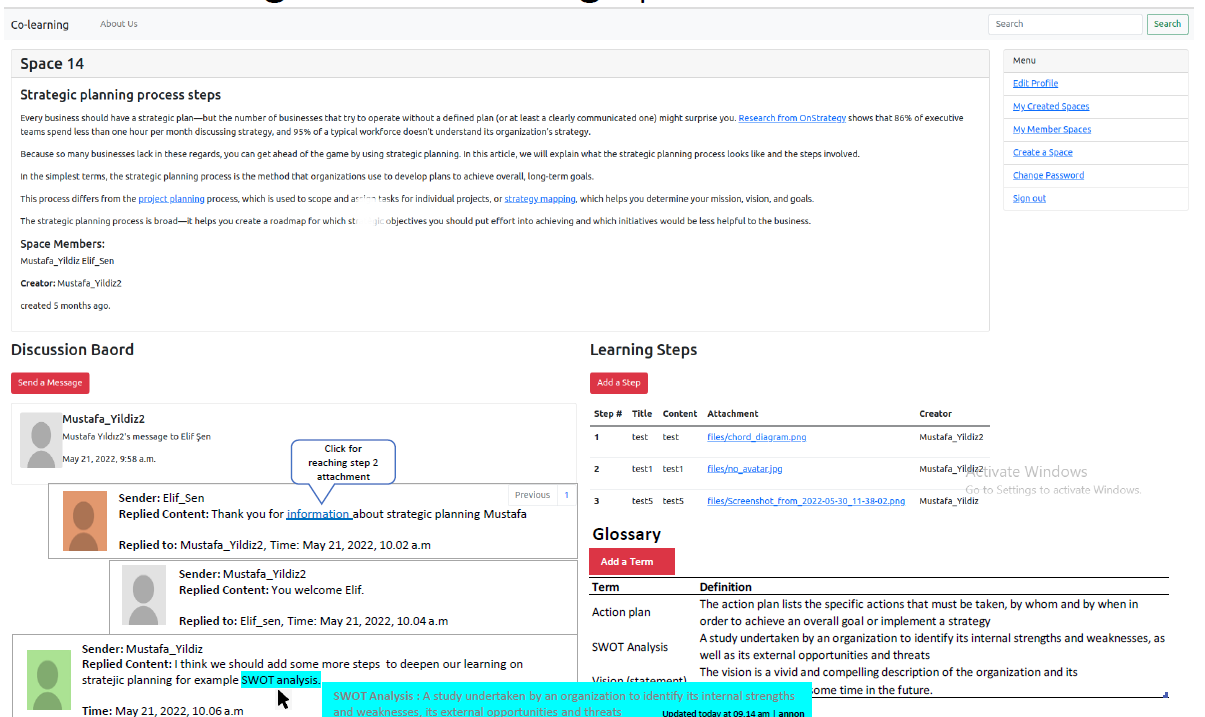 Co-learning About Us Search Search
Space 14
Strategic planning process steps
Every business should have a strategic plan—but the number of businesses that try to operate without a defined plan (or at least a clearly communicated one) might surprise you. Research from OnStrategy shows that 86% of executive
teams spend less than one hour per month discussing strategy, and 95% of a typical workforce doesn't understand its organization's strategy.
Because so many businesses lack in these regards, you can get ahead of the game by using strategic planning. In this article, we will explain what the strategic planning process looks like and the steps involved.
In the simplest terms, the strategic planning process is the method that organizations use to develop plans to achieve overall, long-term goals.
This process differs from the project planning process, which is used to scope and assign tasks for individual projects, or strategy mapping, which helps you determine your mission, vision, and goals.
The strategic planning process is broad—it helps you create a roadmap for which strategic objectives you should put effort into achieving and which initiatives would be less helpful to the business.
Space Members:
Mustafa_Yildiz Elif_Sen
Creator: Mustafa_Yildiz2
created 5 months ago.
Menu
Edit Profile
My Created Spaces
My Member Spaces
Create a Space
Change Password
Sign out
Discussion Baord
Send a Message
Mustafa_Yildiz2
Mustafa Yıldız2's message to Elif Şen
May 21, 2022, 9:58 a.m.
Click for
reaching step 2
attachment
Previous 1
Sender: Elif_Sen
Replied Content: Thank you for information about strategic planning Mustafa
Replied to: Mustafa_Yildiz2, Time: May 21, 2022, 10.02 a.m
Sender: Mustafa_Yildiz2
Replied Content: You welcome Elif.
Replied to: Elif_sen, Time: May 21, 2022, 10.04 a.m
Sender: Mustafa_Yildiz
Replied Content: I think we should add some more steps to deepen our learning on
stratejic planning for example SWOT analysis.
Time: May 21, 2022, 10.06 a.m
SWOT Analysis : A study undertaken by an organization to identify its internal strengths
and weaknesses, its external opportunities and threats Updated today at 09.14 am | annon
Learning Steps
Add a Step
Step # Title Content Attachment Creator
1 test test files/chord_diagram.png Mustafa_Yildiz2
2 test1 test1 files/no_avatar.jpg Mustafa_Yildiz2
3 test5 test5 files/Screenshot_from_2022-05-30_11-38-02.png Mustafa_Yildiz
Activate Windows
Go to Settings to activate Windows.
Glossary
Add a Term
Term Definition
Action plan The action plan lists the specific actions that must be taken, by whom and by when in
order to achieve an overall goal or implement a strategy
SWOT Analysis A study undertaken by an organization to identify its internal strengths and weaknesses, as
well as its external opportunities and threats
Vision (statement) The vision is a vivid and compelling description of the organization and its
some time in the future.